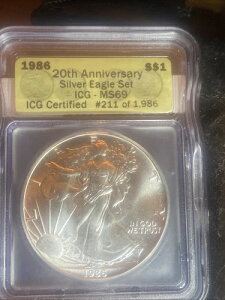 1986 S$1
20th Anniversary
Silver Eagle Set
ICG - MS69
ICG Certified #211 of 1,986
IN GOD
WE TRUST
1986